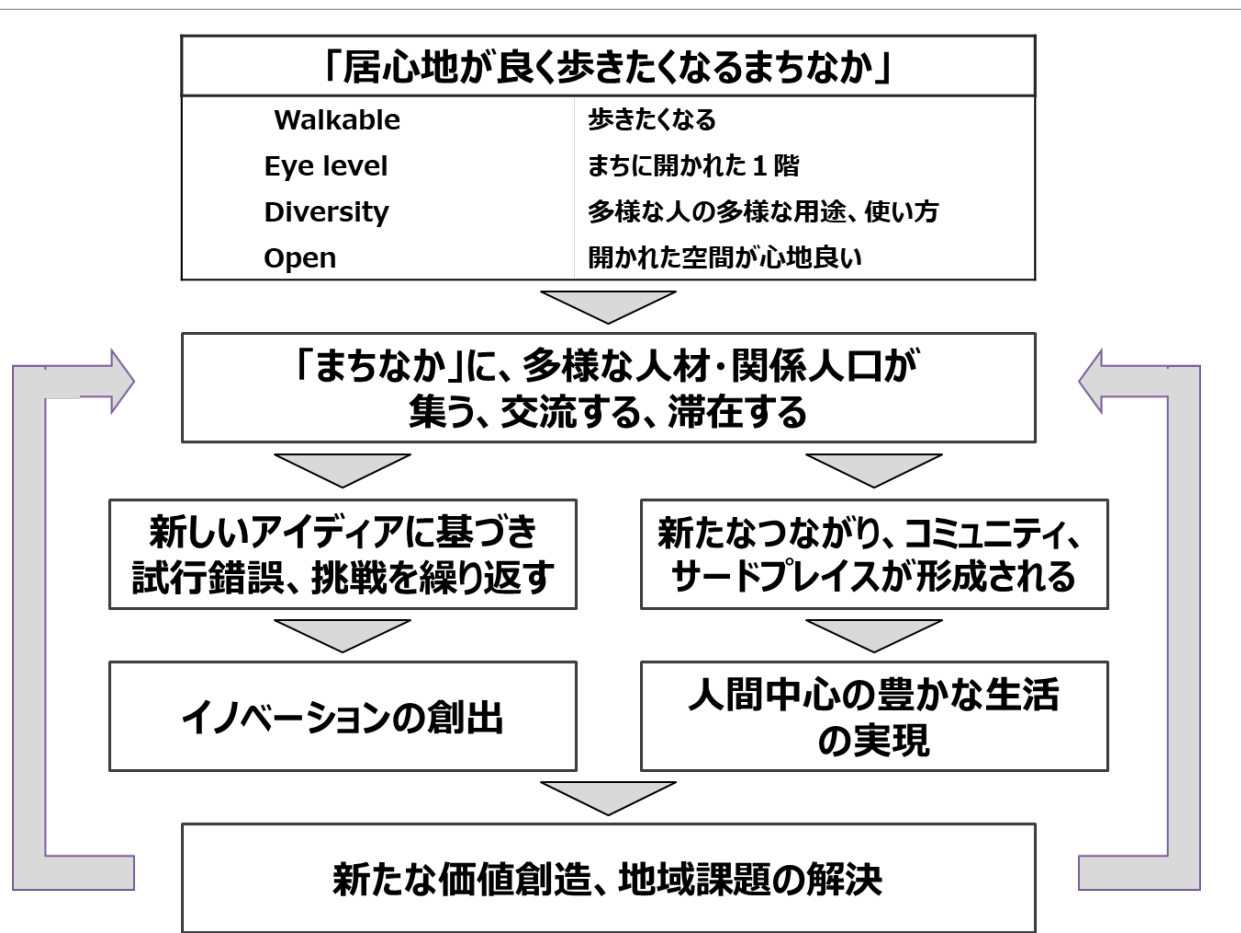 「居心地が良く歩きたくなるまちなか」
Walkable 歩きたくなる
Eye level まちに開かれた１階
Diversity 多様な人の多様な用途、使い方
Open 開かれた空間が心地良い
「まちなか」に、多様な人材・関係人口が
集う、交流する、滞在する
新しいアイディアに基づき
試行錯誤、挑戦を繰り返す
新たなつながり、コミュニティ、
サードプレイスが形成される
イノベーションの創出
人間中心の豊かな生活
の実現
新たな価値創造、地域課題の解決